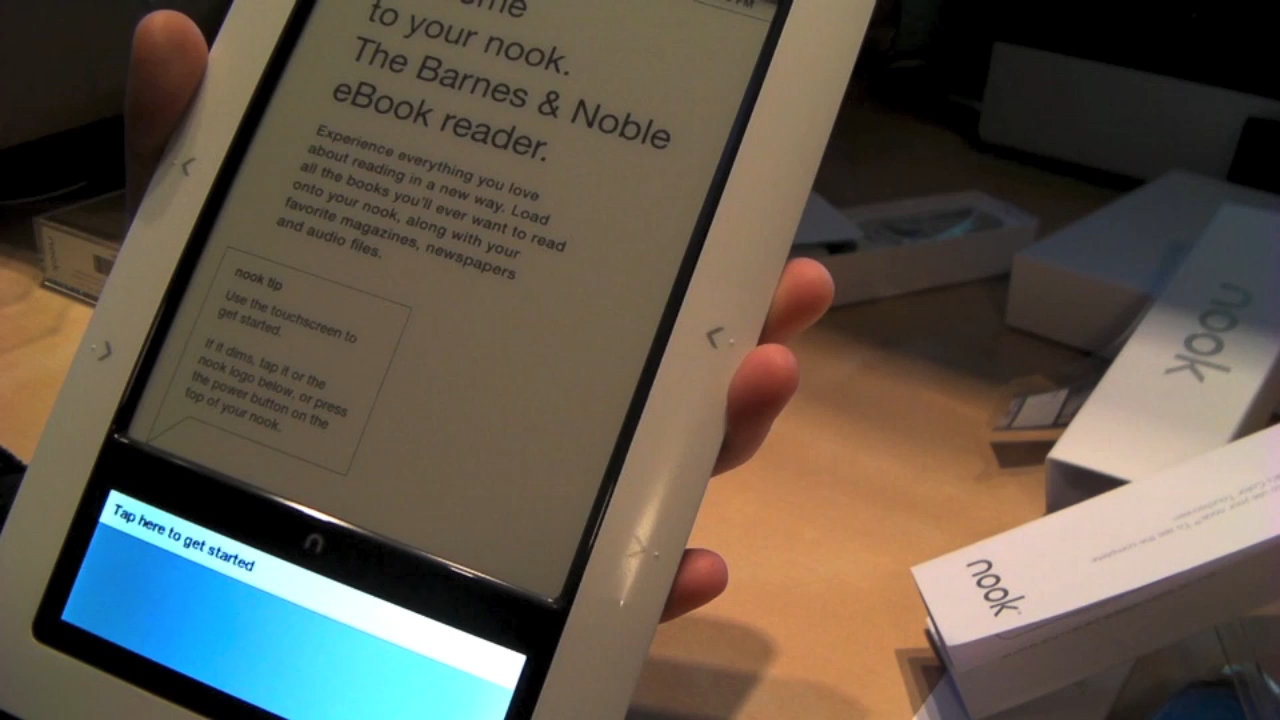 to your nook.
The Barnes & Noble
eBook reader.
Experience everything you love
about reading in a new way. Load
all the books you'll ever want to read
onto your nook, along with your
favorite magazines, newspapers
and audio files.
nook tip
Use the touchscreen to
get started.
If it dims, tap it or the
nook logo below, or press
the power button on the
top of your nook.
Tap here to get started
nook
nook
nook